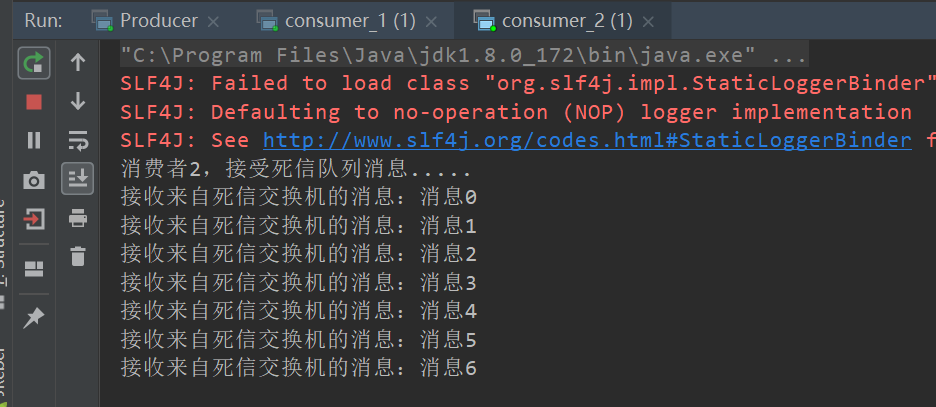 Run: Producer consumer_1 (1) consumer_2 (1)
"C:\Program Files\Java\jdk1.8.0_172\bin\java.exe" ...
SLF4J: Failed to load class "org.slf4j.impl.StaticLoggerBinder"
SLF4J: Defaulting to no-operation (NOP) logger implementation
SLF4J: See http://www.slf4j.org/codes.html#StaticLoggerBinder f
消费者2，接受死信队列消息.....
接收来自死信交换机的消息：消息0
接收来自死信交换机的消息：消息1
接收来自死信交换机的消息：消息2
接收来自死信交换机的消息：消息3
接收来自死信交换机的消息：消息4
接收来自死信交换机的消息：消息5
接收来自死信交换机的消息：消息6